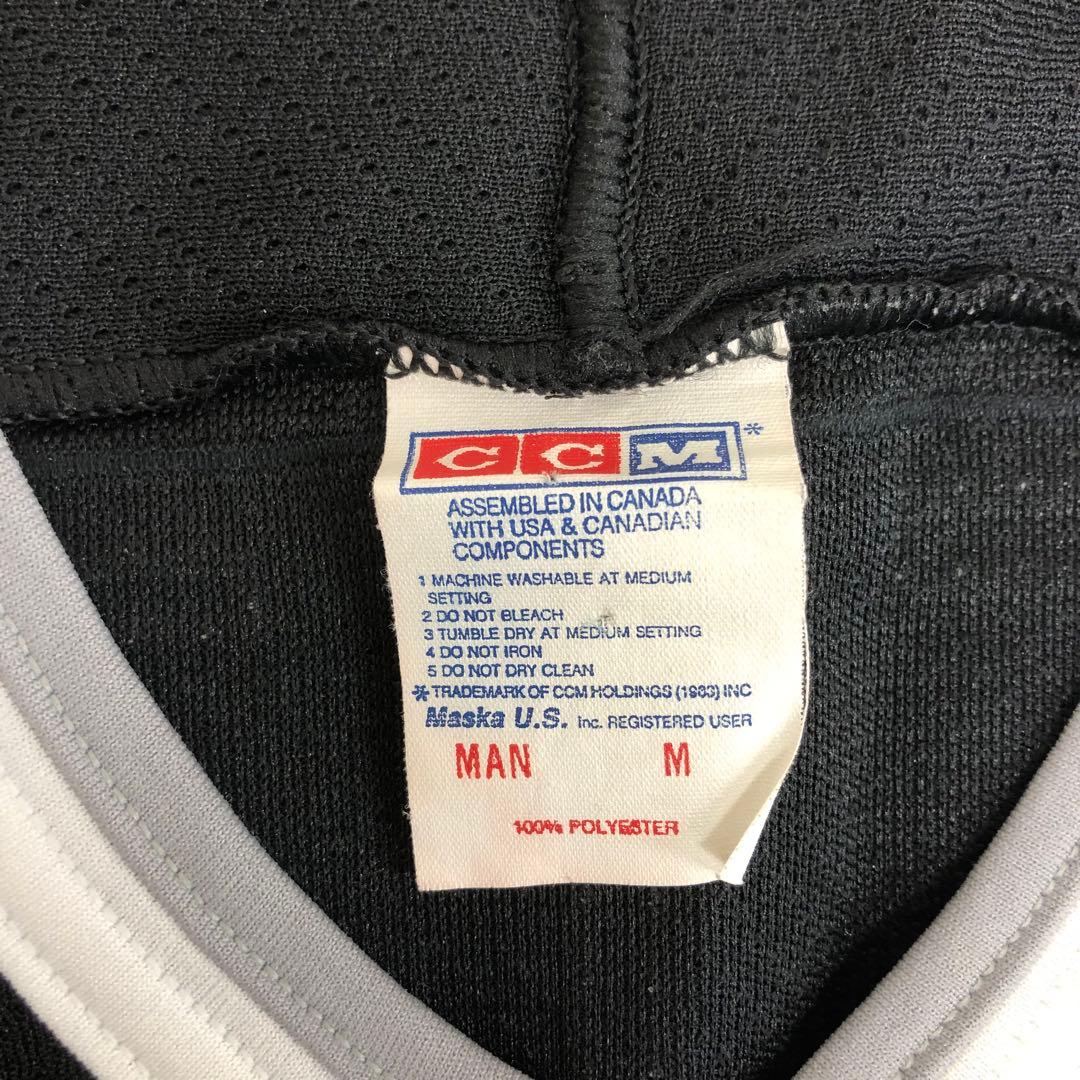 CCM*
ASSEMBLED IN CANADA
WITH USA & CANADIAN
COMPONENTS
1 MACHINE WASHABLE AT MEDIUM
SETTING
2 DO NOT BLEACH
3 TUMBLE DRY AT MEDIUM SETTING
4 DO NOT IRON
5 DO NOT DRY CLEAN
* TRADEMARK OF CCM HOLDINGS (1983) INC
Maska U.S. Inc. REGISTERED USER
MAN M
100% POLYESTER